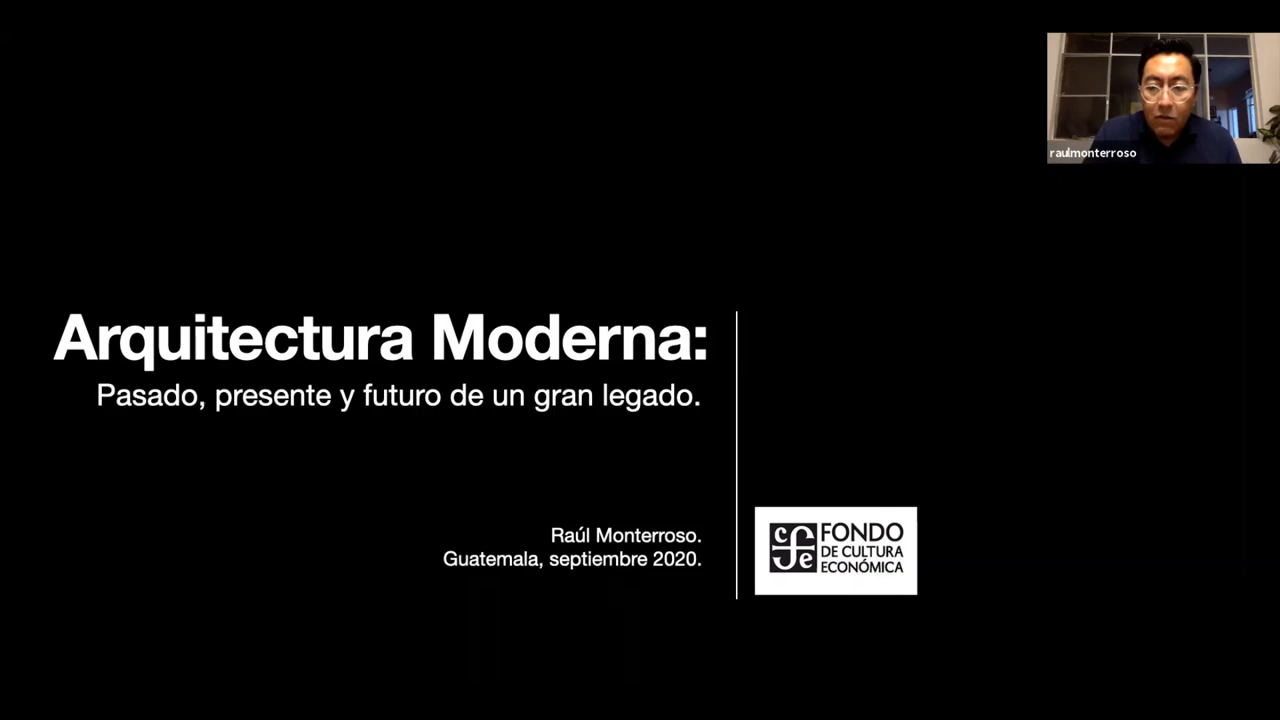 raulmonterroso
Arquitectura Moderna:
Pasado, presente y futuro de un gran legado.
Raúl Monterroso.
Guatemala, septiembre 2020.
cfe
FONDO
DE CULTURA
ECONÓMICA